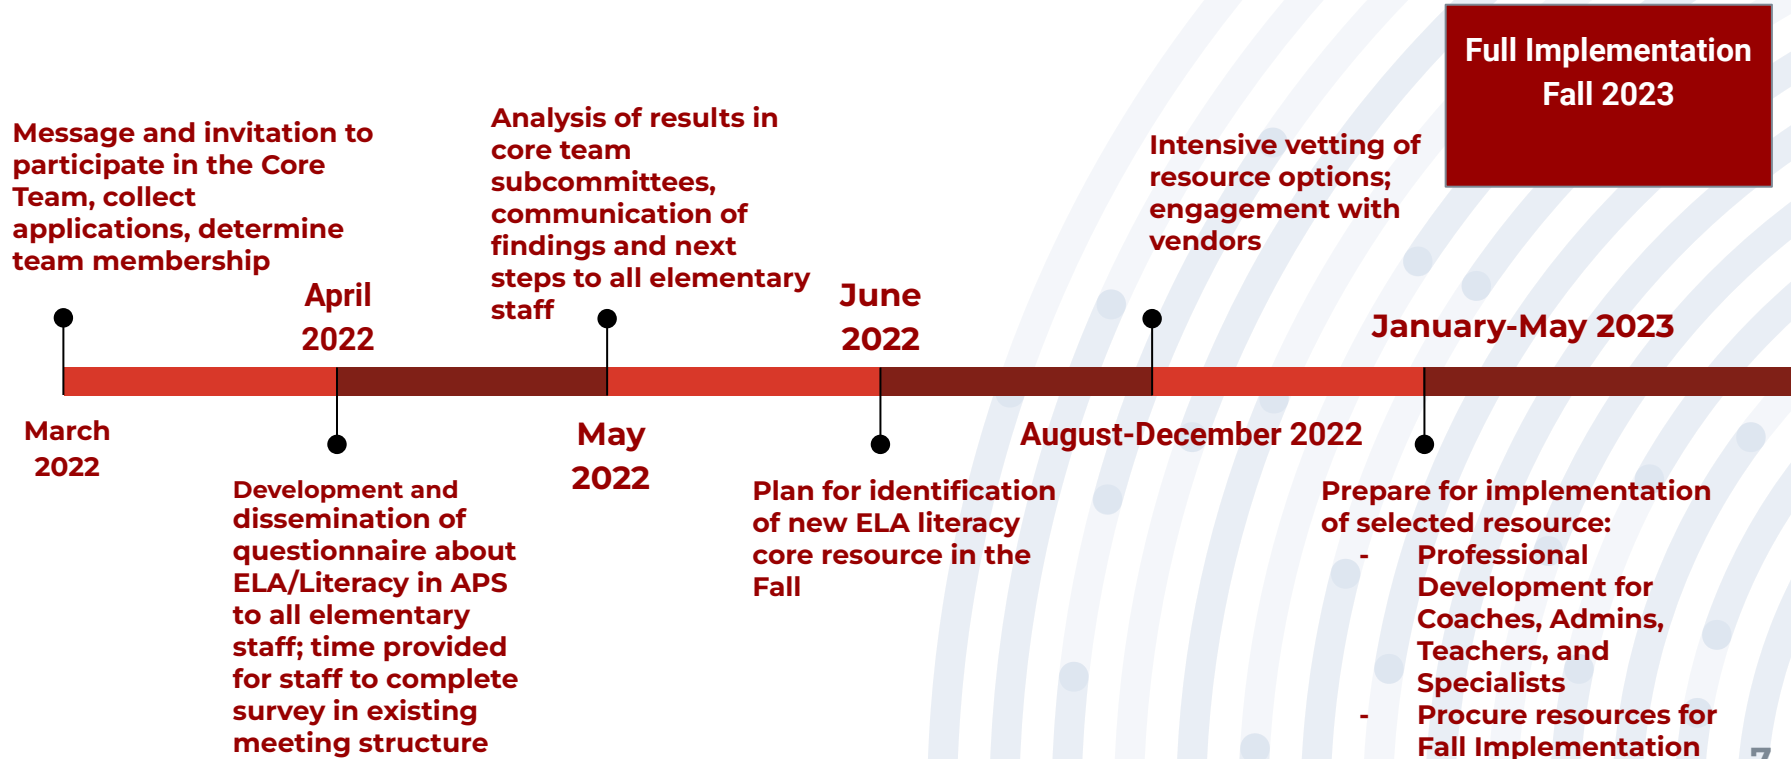 Full Implementation
Fall 2023
Message and invitation to
participate in the Core
Team, collect
applications, determine
team membership
March
2022
April
2022
Development and
dissemination of
questionnaire about
ELA/Literacy in APS
to all elementary
staff; time provided
for staff to complete
survey in existing
meeting structure
Analysis of results in
core team
subcommittees,
communication of
findings and next
steps to all elementary
staff
May
2022
June
2022
Plan for identification
of new ELA literacy
core resource in the
Fall
Intensive vetting of
resource options;
engagement with
vendors
August-December 2022
January-May 2023
Prepare for implementation
of selected resource:
- Professional
Development for
Coaches, Admins,
Teachers, and
Specialists
- Procure resources for
Fall Implementation
7